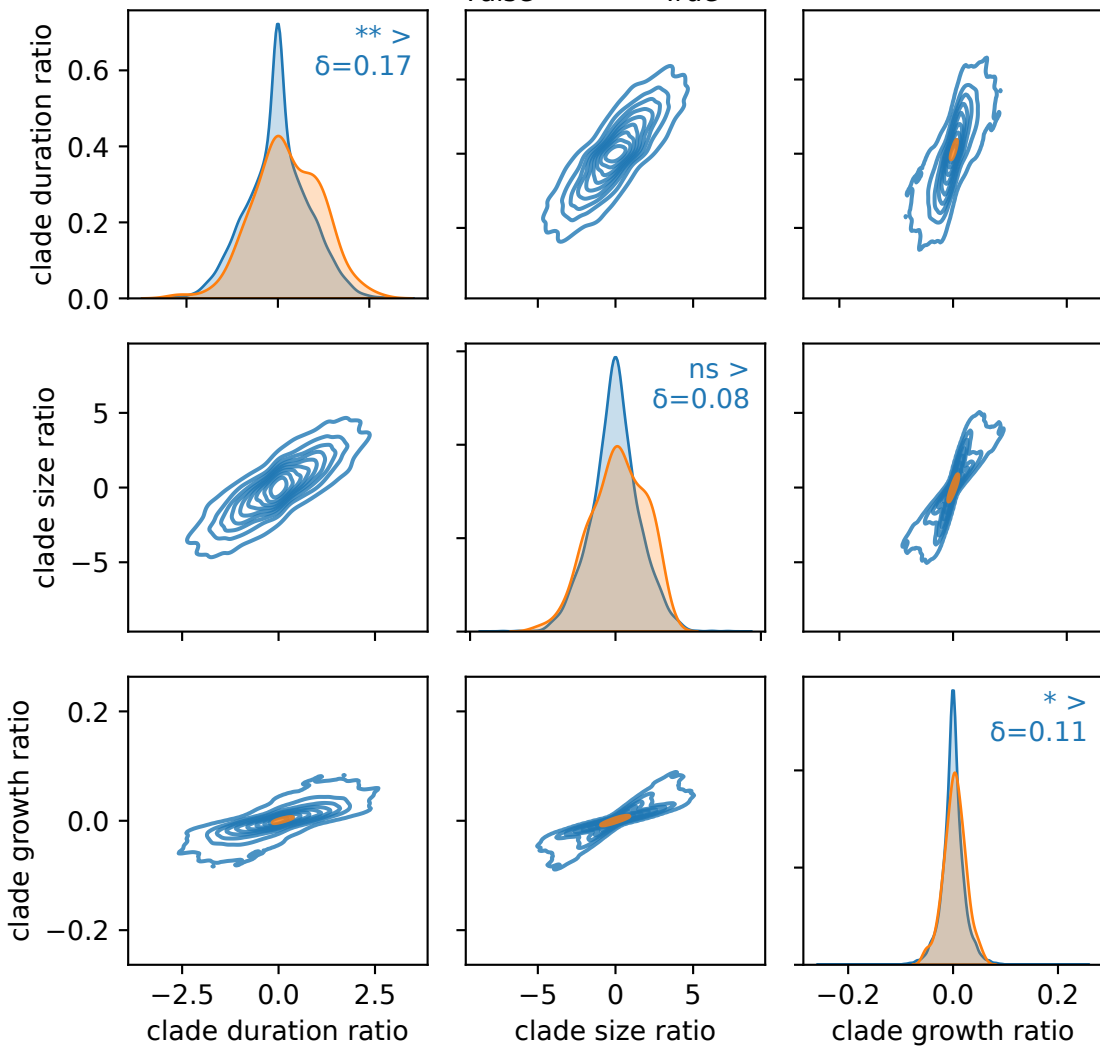 ** >
δ=0.17
clade duration ratio
0.6
0.4
0.2
0.0
ns >
δ=0.08
clade size ratio
5
0
−5
* >
δ=0.11
clade growth ratio
0.2
0.0
−0.2
−2.5 0.0 2.5
−5 0 5
−0.2 0.0 0.2
clade duration ratio
clade size ratio
clade growth ratio